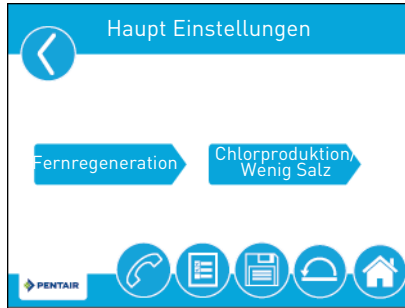 Haupt Einstellungen
Fernregeneration
Chlorproduktion/
Wenig Salz
PENTAIR